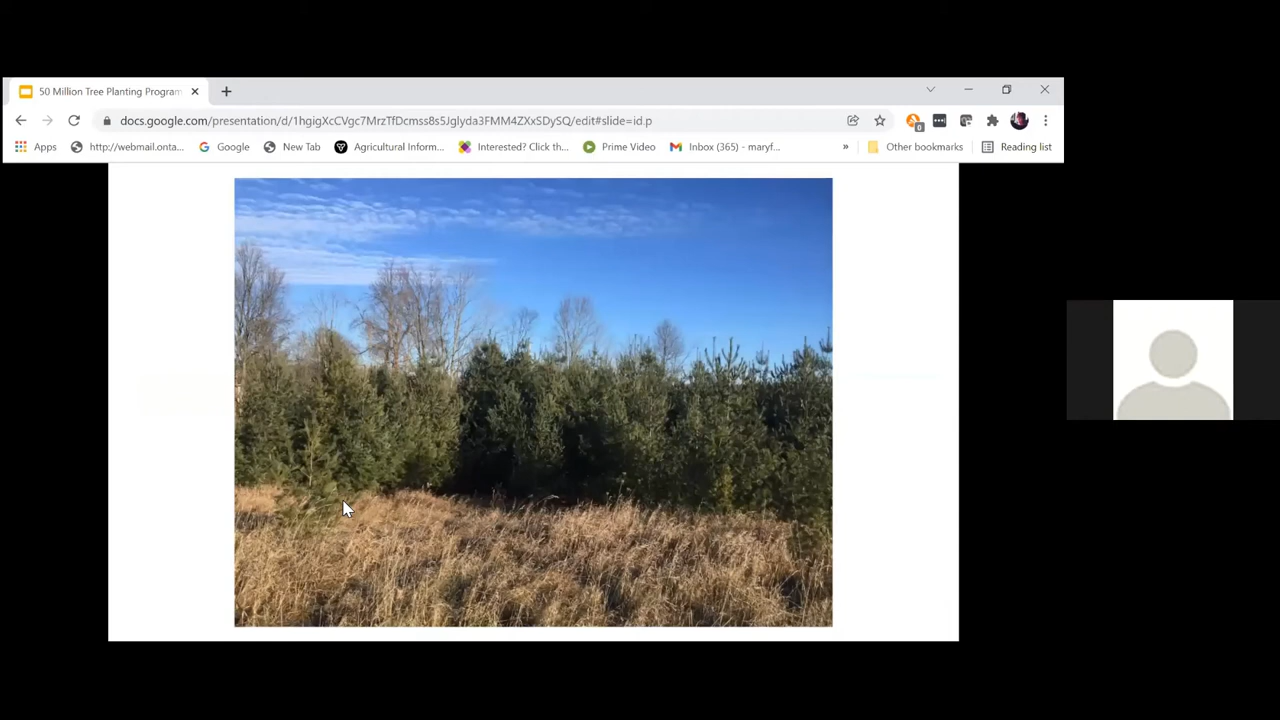 50 Million Tree Planting Program
docs.google.com/presentation/d/1hgigXcCVgc7MrzTfDcmss8s5Jglyda3FMM4ZXxSDySQ/edit#slide=id.p
0
Apps http://webmail.onta... Google New Tab Agricultural Inform... Interested? Click th... Prime Video Inbox (365) - maryf... » Other bookmarks Reading list